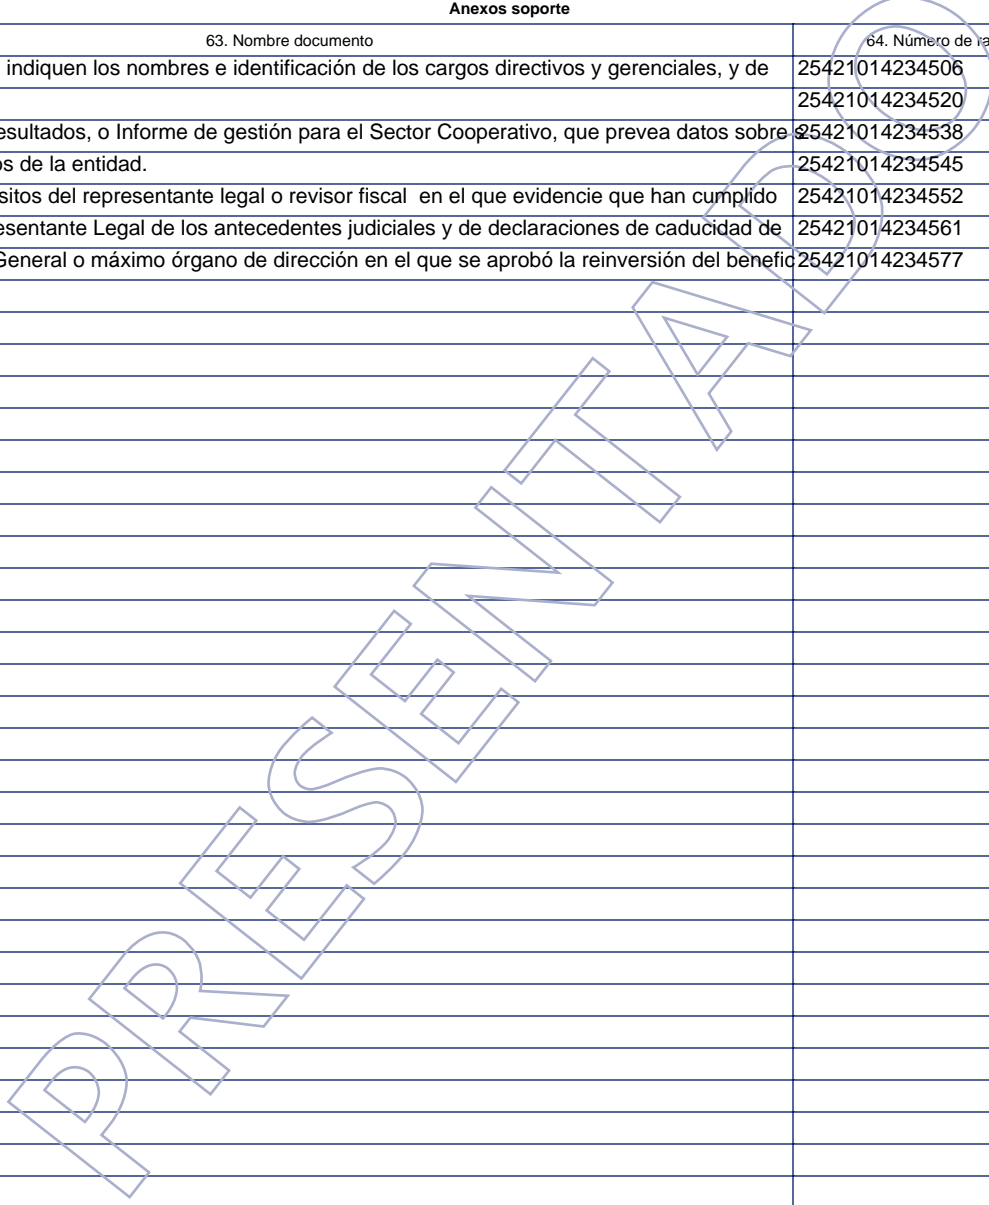 Anexos soporte
63. Nombre documento 64. Número de
indiquen los nombres e identificación de los cargos directivos y gerenciales, y de 25421014234506
25421014234520
esultados, o Informe de gestión para el Sector Cooperativo, que prevea datos sobre 25421014234538
os de la entidad. 25421014234545
sitos del representante legal o revisor fiscal en el que evidencie que han cumplido 25421014234552
esentante Legal de los antecedentes judiciales y de declaraciones de caducidad de 25421014234561
General o máximo órgano de dirección en el que se aprobó la reinversión del benefic 25421014234577
PRESENTADO